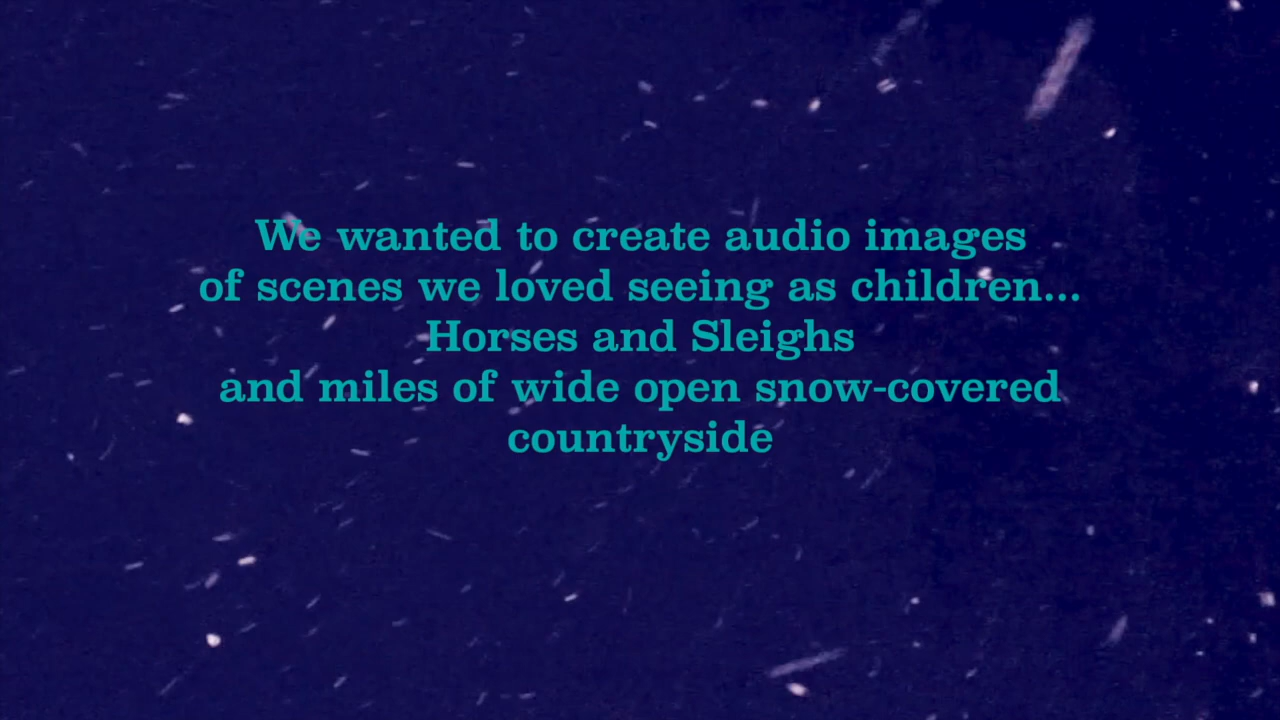 We wanted to create audio images
of scenes we loved seeing as children...
Horses and Sleighs
and miles of wide open snow-covered
countryside